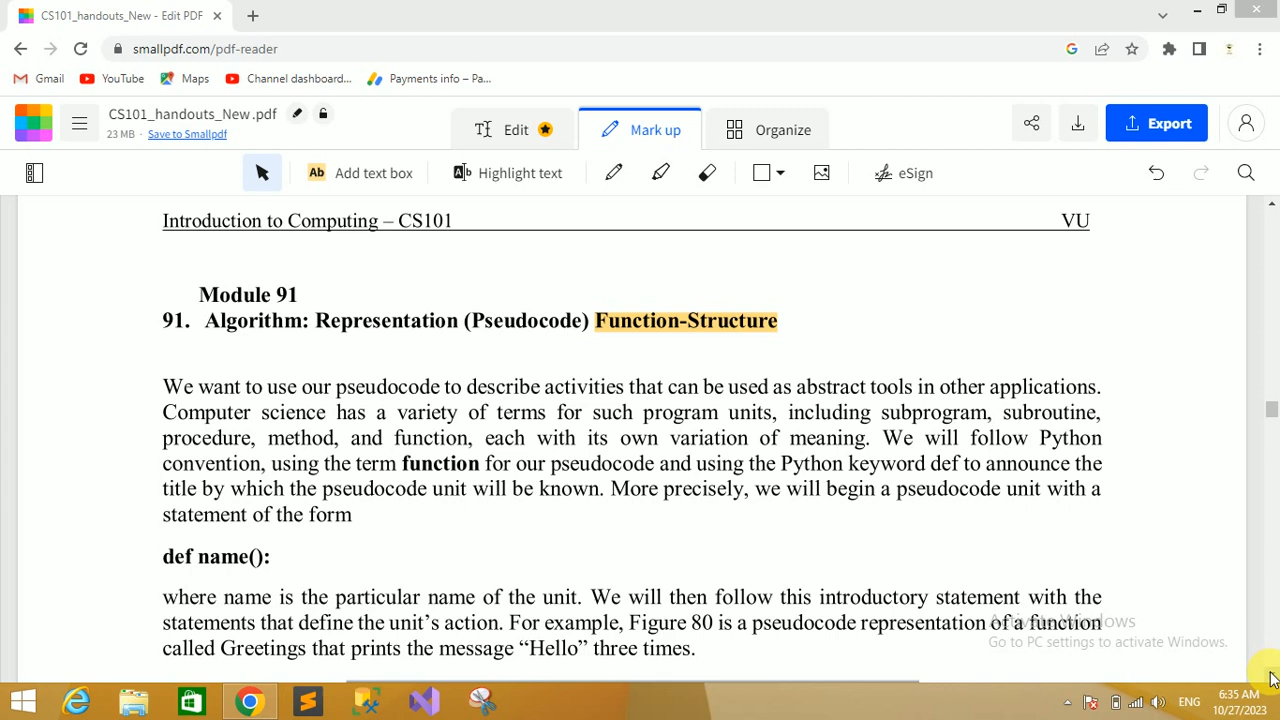 CS101_handouts_New - Edit PDF
smallpdf.com/pdf-reader
Gmail YouTube Maps Channel dashboard... Payments info – Pa...
CS101_handouts_New .pdf
23 MB Save to Smallpdf
Edit Mark up Organize Export
Ab Add text box Highlight text eSign
Introduction to Computing – CS101 VU
Module 91
91. Algorithm: Representation (Pseudocode) Function-Structure
We want to use our pseudocode to describe activities that can be used as abstract tools in other applications.
Computer science has a variety of terms for such program units, including subprogram, subroutine,
procedure, method, and function, each with its own variation of meaning. We will follow Python
convention, using the term function for our pseudocode and using the Python keyword def to announce the
title by which the pseudocode unit will be known. More precisely, we will begin a pseudocode unit with a
statement of the form
def name():
where name is the particular name of the unit. We will then follow this introductory statement with the
statements that define the unit's action. For example, Figure 80 is a pseudocode representation of a function
called Greetings that prints the message “Hello” three times.
Activate Windows
Go to PC settings to activate Windows.
ENG
6:35 AM
10/27/2023